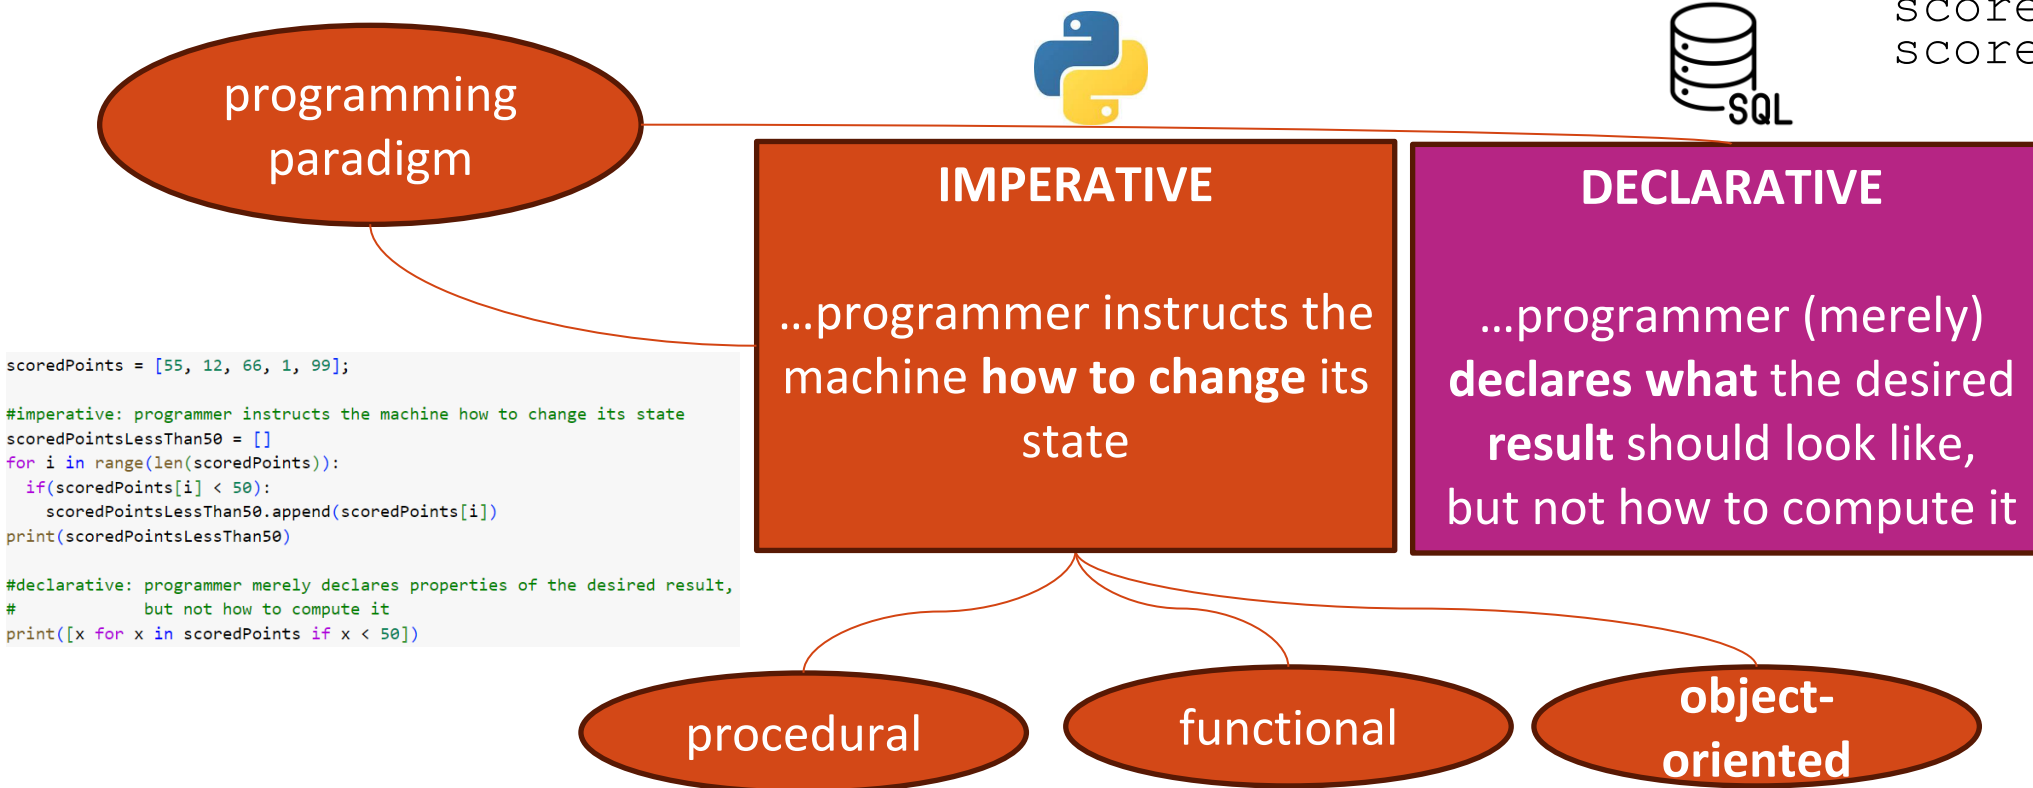 score
score
programming
paradigm
SQL
IMPERATIVE
…programmer instructs the
machine how to change its
state
DECLARATIVE
…programmer (merely)
declares what the desired
result should look like,
but not how to compute it
scoredPoints = [55, 12, 66, 1, 99];
#imperative: programmer instructs the machine how to change its state
scoredPointsLessThan50 = []
for i in range(len(scoredPoints)):
  if(scoredPoints[i] < 50):
    scoredPointsLessThan50.append(scoredPoints[i])
print(scoredPointsLessThan50)
#declarative: programmer merely declares properties of the desired result,
#             but not how to compute it
print([x for x in scoredPoints if x < 50])
procedural
functional
object-
oriented